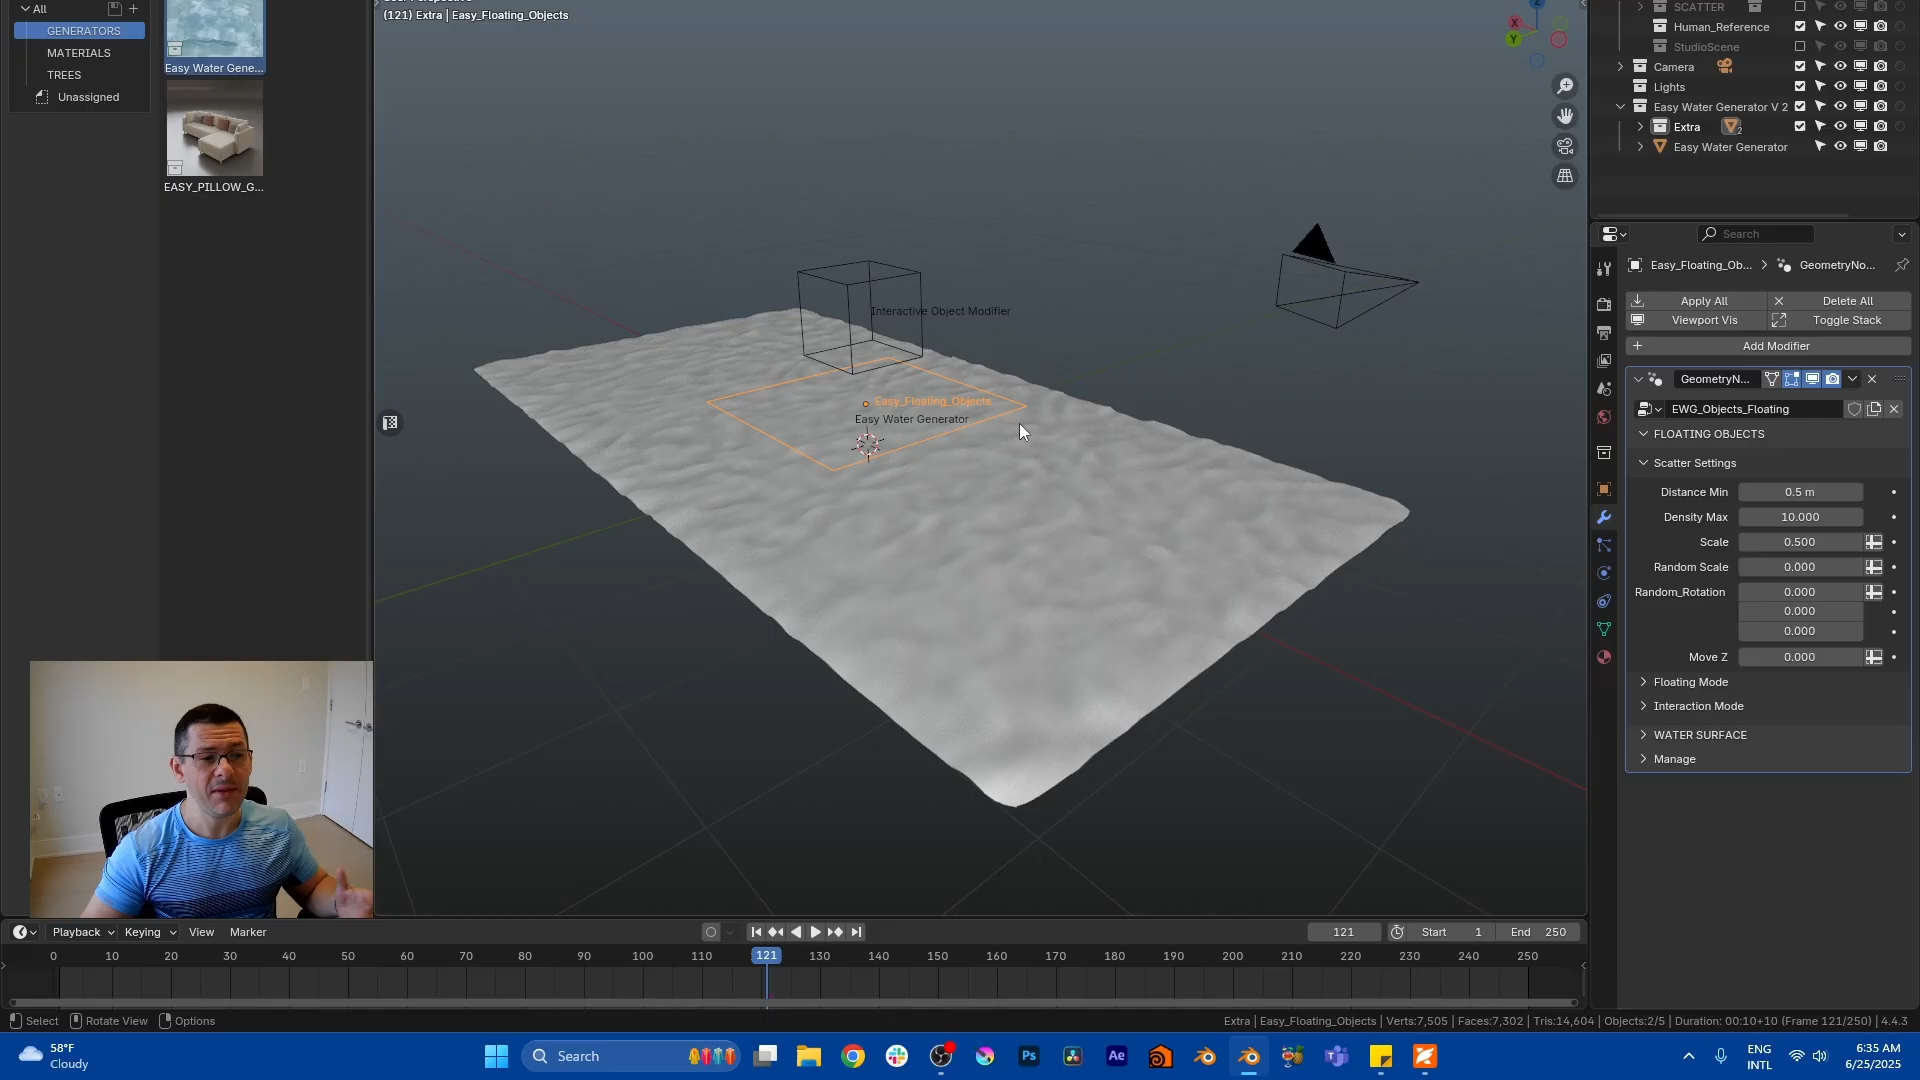 All
GENERATORS
MATERIALS
TREES
Unassigned
Easy Water Gene...
EASY_PILLOW_G...
(121) Extra | Easy_Floating_Objects
Interactive Object Modifier
Easy_Floating_Objects
Easy Water Generator
X
Y
Z
SCATTER
Human_Reference
StudioScene
Camera
Lights
Easy Water Generator V 2
Extra
2
Easy Water Generator
Search
Easy_Floating_Ob...
GeometryNo...
Apply All
Delete All
Viewport Vis
Toggle Stack
Add Modifier
GeometryN...
EWG_Objects_Floating
FLOATING OBJECTS
Scatter Settings
Distance Min 0.5 m
Density Max 10.000
Scale 0.500
Random Scale 0.000
Random_Rotation 0.000
0.000
0.000
Move Z 0.000
Floating Mode
Interaction Mode
WATER SURFACE
Manage
Playback Keying View Marker
121 Start 1 End 250
0 10 20 30 40 50 60 70 80 90 100 110 121 130 140 150 160 170 180 190 200 210 220 230 240 250
Select Rotate View Options
Extra | Easy_Floating_Objects | Verts:7,505 | Faces:7,302 | Tris:14,604 | Objects:2/5 | Duration: 00:10+10 (Frame 121/250) | 4.4.3
58°F
Cloudy
Search
Ps
Ae
ENG
INTL
6:35 AM
6/25/2025